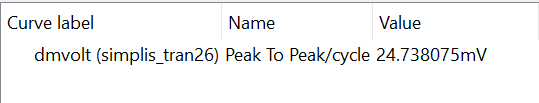 Curve label Name Value
dmvolt (simplis_tran26) Peak To Peak/cycle 24.738075mV